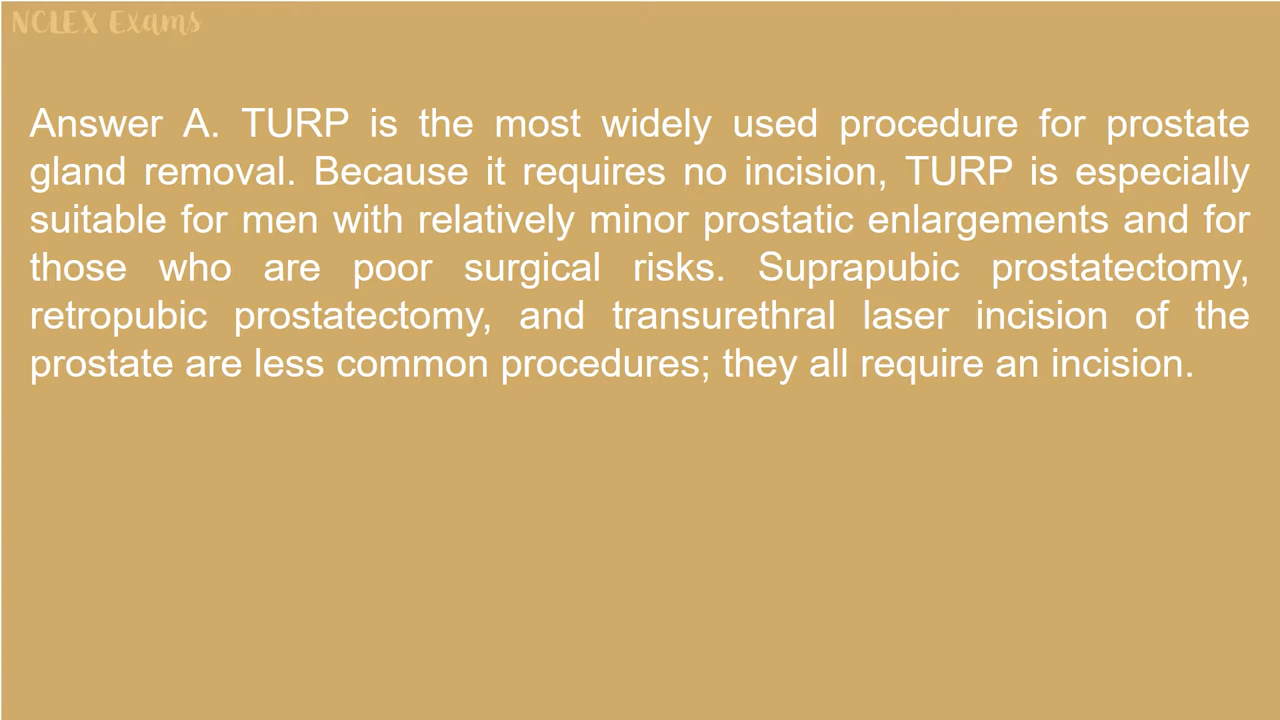 NCLEX Exams
Answer A. TURP is the most widely used procedure for prostate
gland removal. Because it requires no incision, TURP is especially
suitable for men with relatively minor prostatic enlargements and for
those who are poor surgical risks. Suprapubic prostatectomy,
retropubic prostatectomy, and transurethral laser incision of the
prostate are less common procedures; they all require an incision.